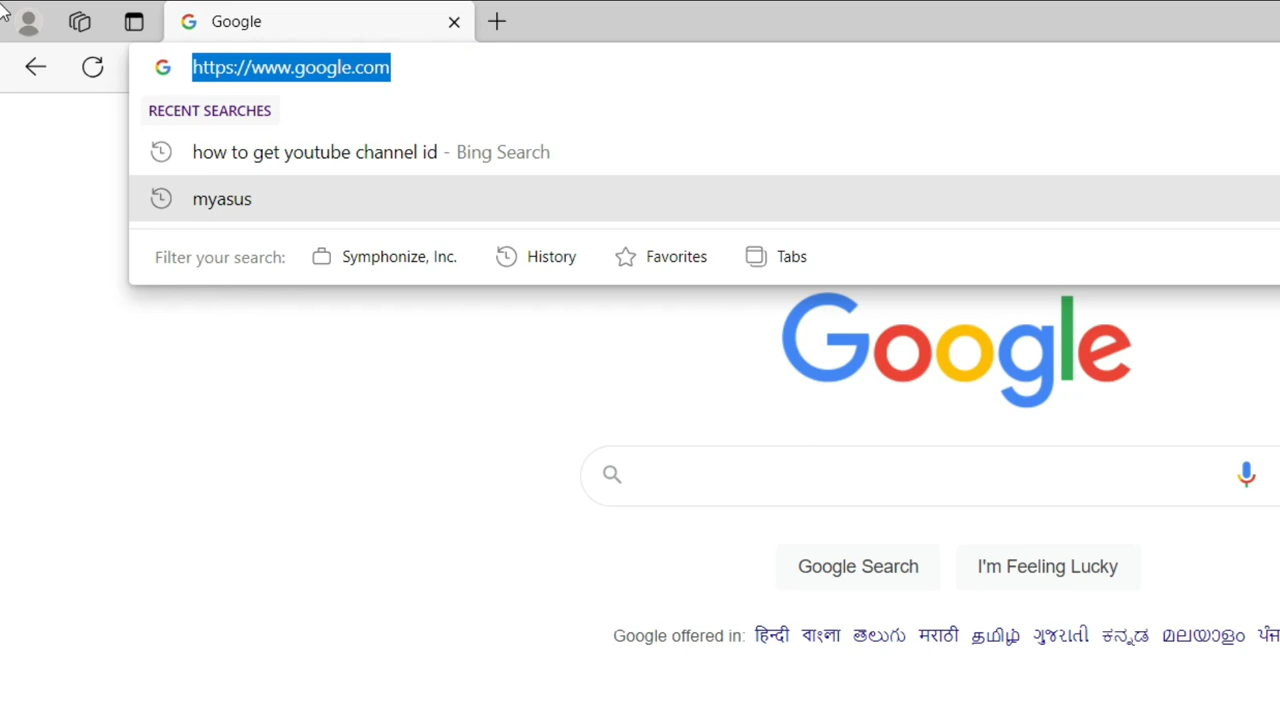 Google
https://www.google.com
RECENT SEARCHES
how to get youtube channel id - Bing Search
myasus
Filter your search: Symphonize, Inc. History Favorites Tabs
Google
Google Search I'm Feeling Lucky
Google offered in: हिन्दी বাংলা తెలుగు मराठी தமிழ் ગુજરાતી ಕನ್ನಡ മലയാളം